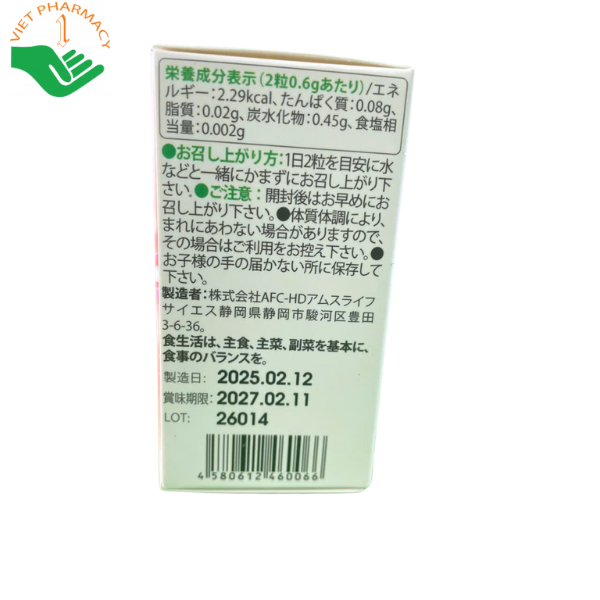 VIET PHARMACY
1
栄養成分表示(2粒0.6gあたり)/エネ
ルギー:2.29kcal、たんぱく質:0.08g、
脂質:0.02g、炭水化物:0.45g、食塩相
当量:0.002g
●お召し上がり方:1日2粒を目安に水
などと一緒にかまずにお召し上がり下
さい。●ご注意:開封後はお早めにお
召し上がり下さい。●体質体調により、
まれにあわない場合がありますので、
その場合はご利用をお控え下さい。●
お子様の手の届かない所に保存して
下さい。
製造者:株式会社AFC-HDアムスライフ
サイエス静岡県静岡市駿河区豊田
3-6-36。
食生活は、主食、主菜、副菜を基本に、
食事のバランスを。
製造日: 2025.02.12
賞味期限: 2027.02.11
LOT: 26014
4 580612 460066